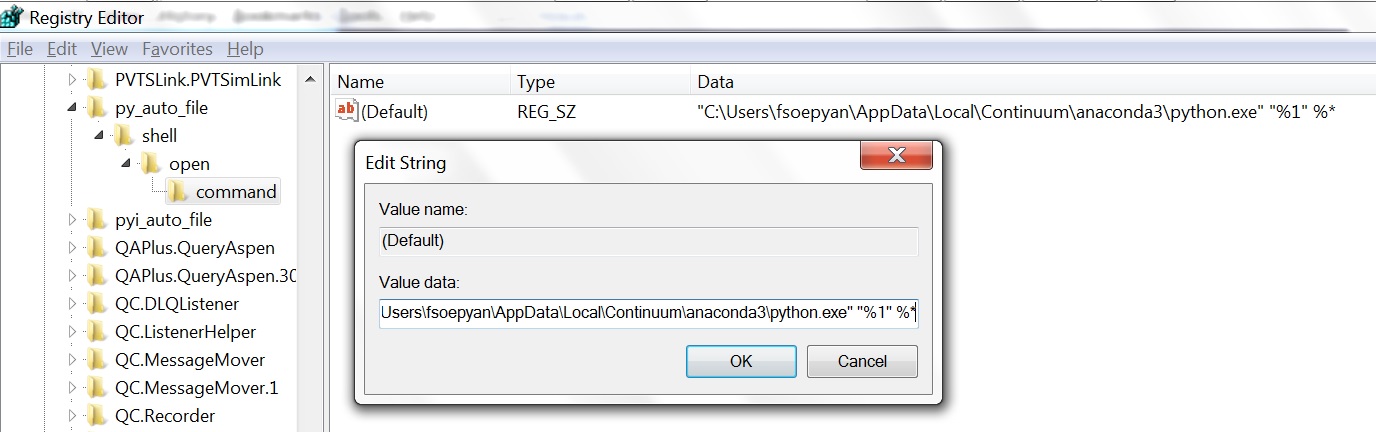 Registry Editor
File Edit View Favorites Help
PVTSLink.PVTSimLink
py_auto_file
shell
open
command
pyi_auto_file
QAPlus.QueryAspen
QAPlus.QueryAspen.30
QC.DLQListener
QC.ListenerHelper
QC.MessageMover
QC.MessageMover.1
QC.Recorder
Name Type Data
ab (Default) REG_SZ "C:\Users\fsoepyan\AppData\Local\Continuum\anaconda3\python.exe" "%1" %*
Edit String
Value name:
(Default)
Value data:
Users\fsoepyan\AppData\Local\Continuum\anaconda3\python.exe" "%1" %*
OK Cancel